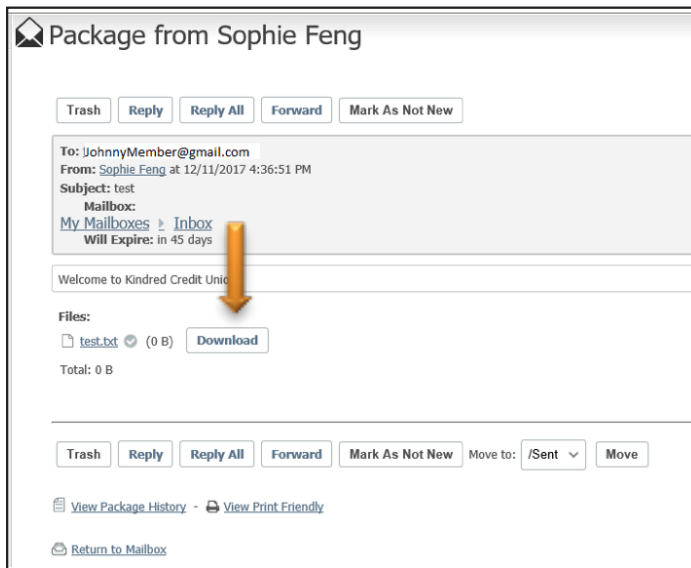 Package from Sophie Feng
Trash Reply Reply All Forward Mark As Not New
To: JohnnyMember@gmail.com
From: Sophie Feng at 12/11/2017 4:36:51 PM
Subject: test
Mailbox:
My Mailboxes Inbox
Will Expire: in 45 days
Welcome to Kindred Credit
Files:
test.txt (0 B) Download
Total: 0 B
Trash Reply Reply All Forward Mark As Not New Move to: /Sent Move
View Package History - View Print Friendly
Return to Mailbox